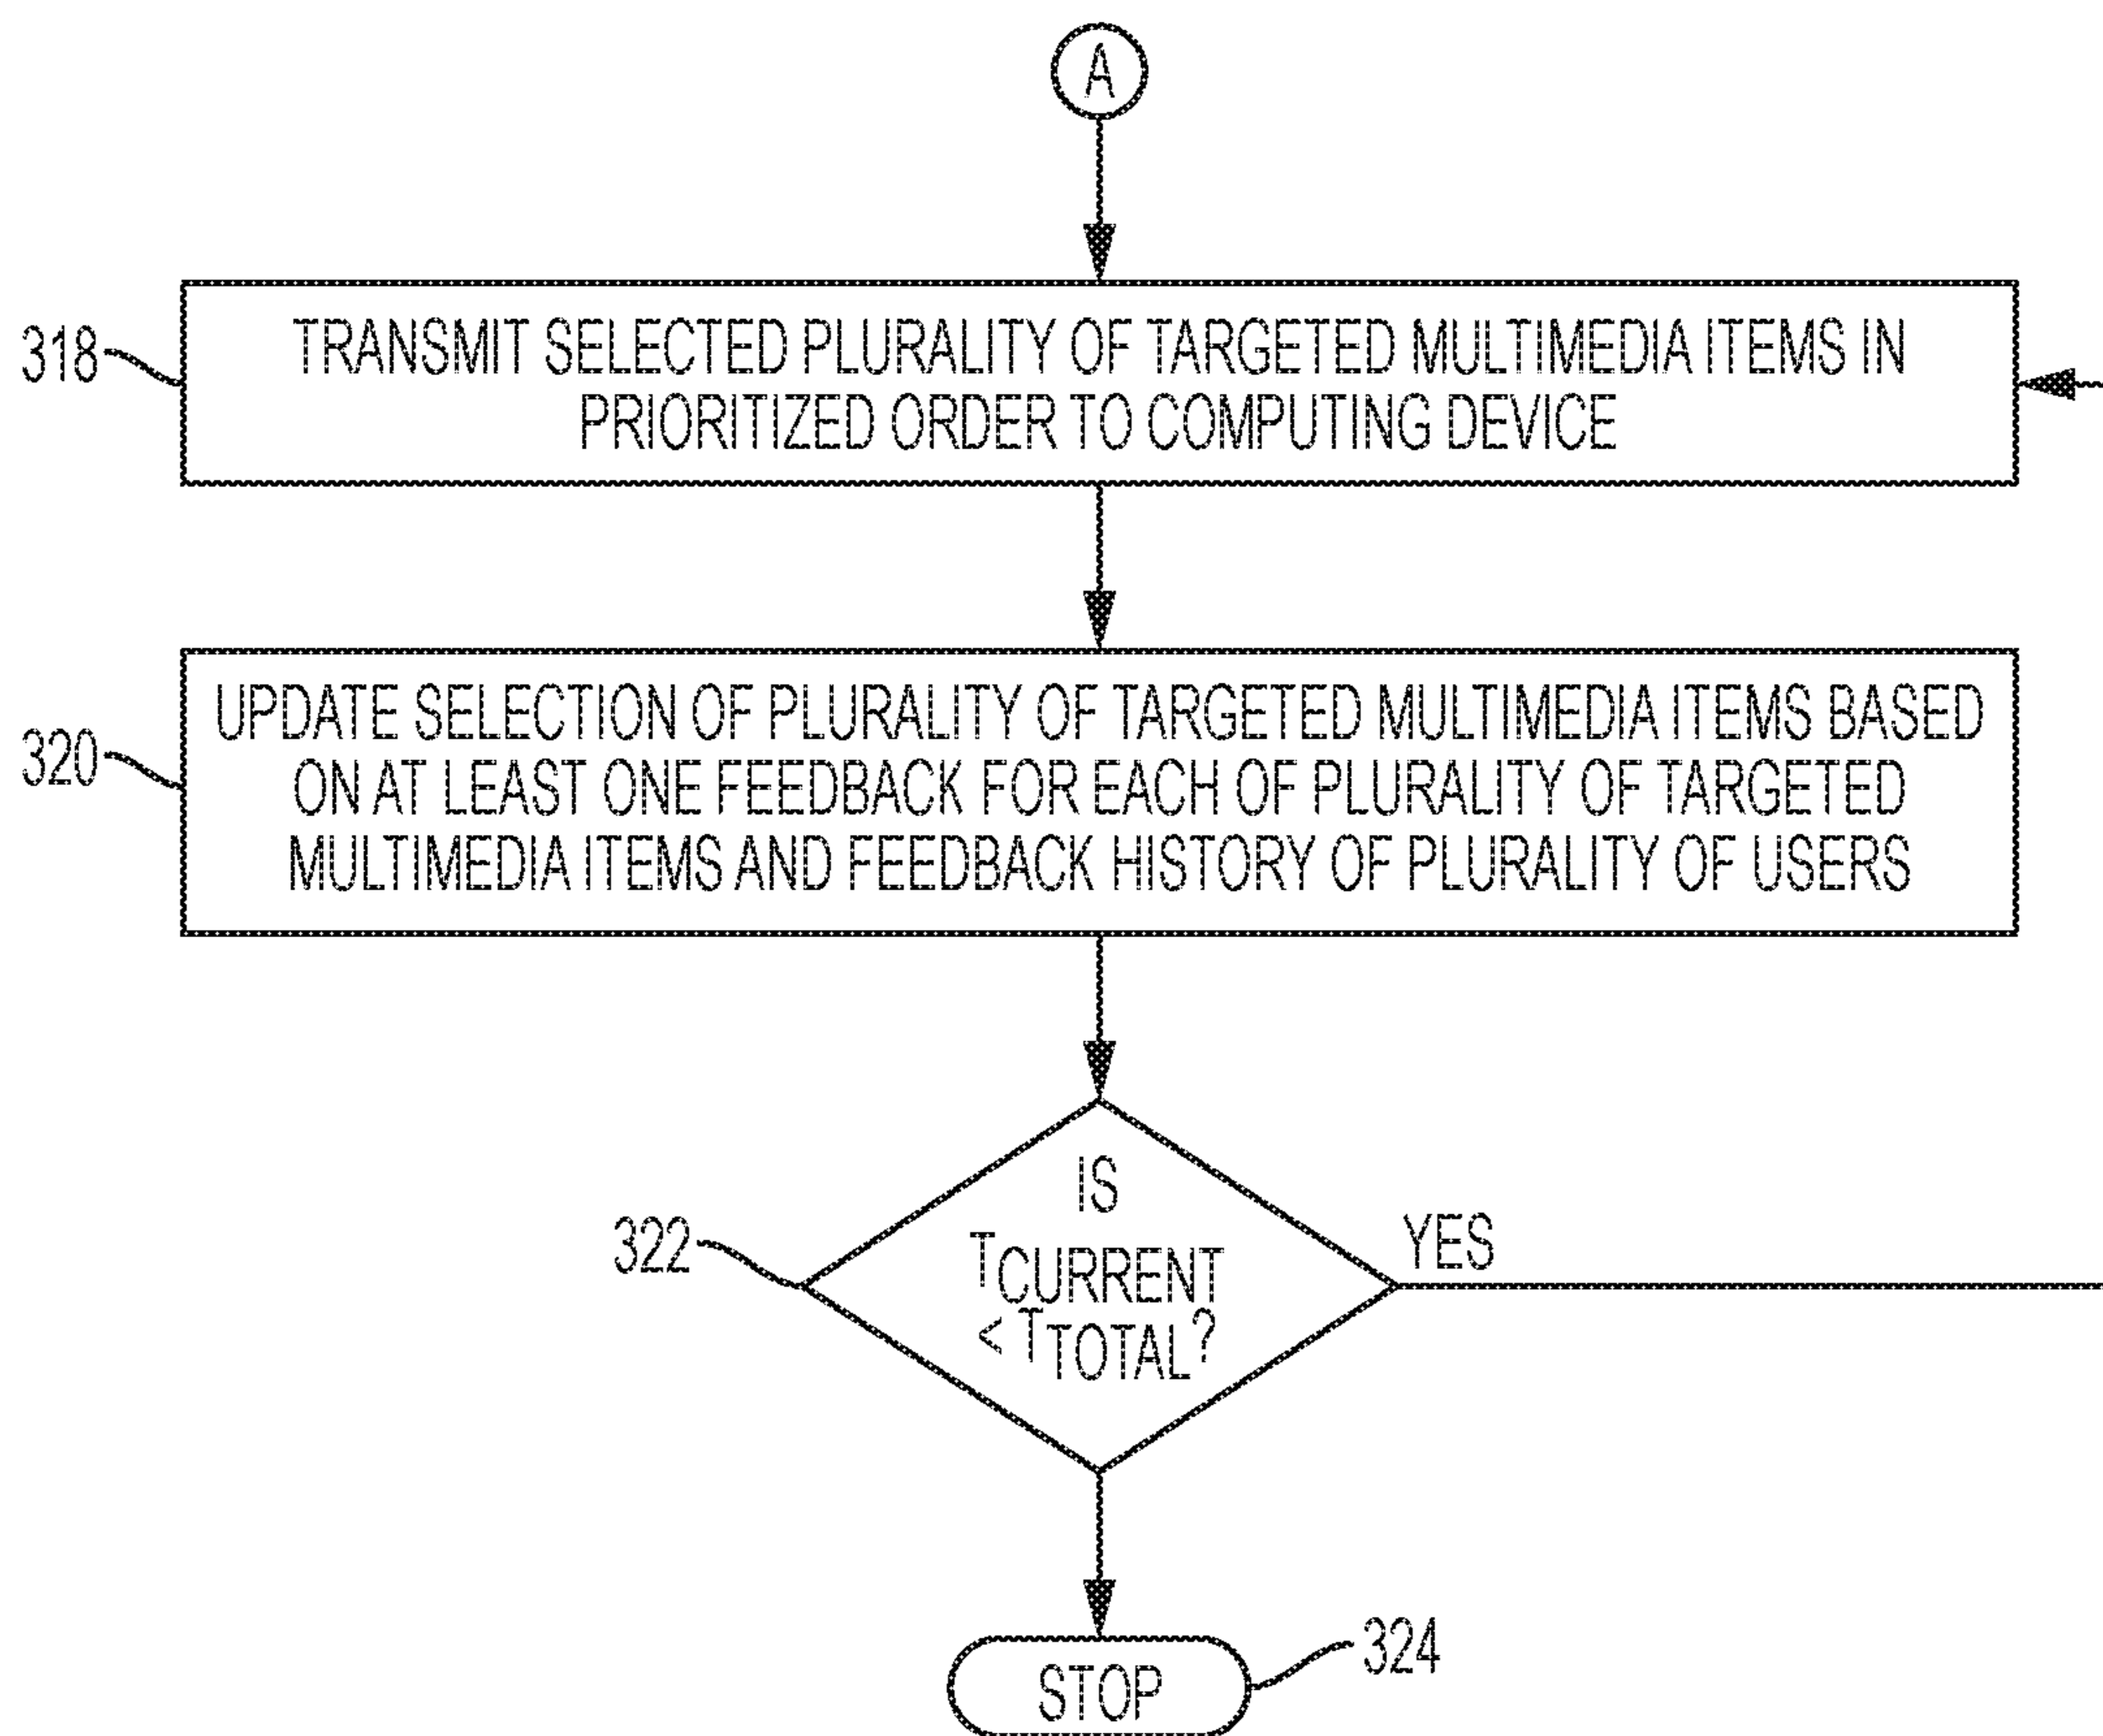 A
318
TRANSMIT SELECTED PLURALITY OF TARGETED MULTIMEDIA ITEMS IN
PRIORITIZED ORDER TO COMPUTING DEVICE
320
UPDATE SELECTION OF PLURALITY OF TARGETED MULTIMEDIA ITEMS BASED
ON AT LEAST ONE FEEDBACK FOR EACH OF PLURALITY OF TARGETED
MULTIMEDIA ITEMS AND FEEDBACK HISTORY OF PLURALITY OF USERS
322
IS
TCURRENT
< TTOTAL?
YES
STOP
324